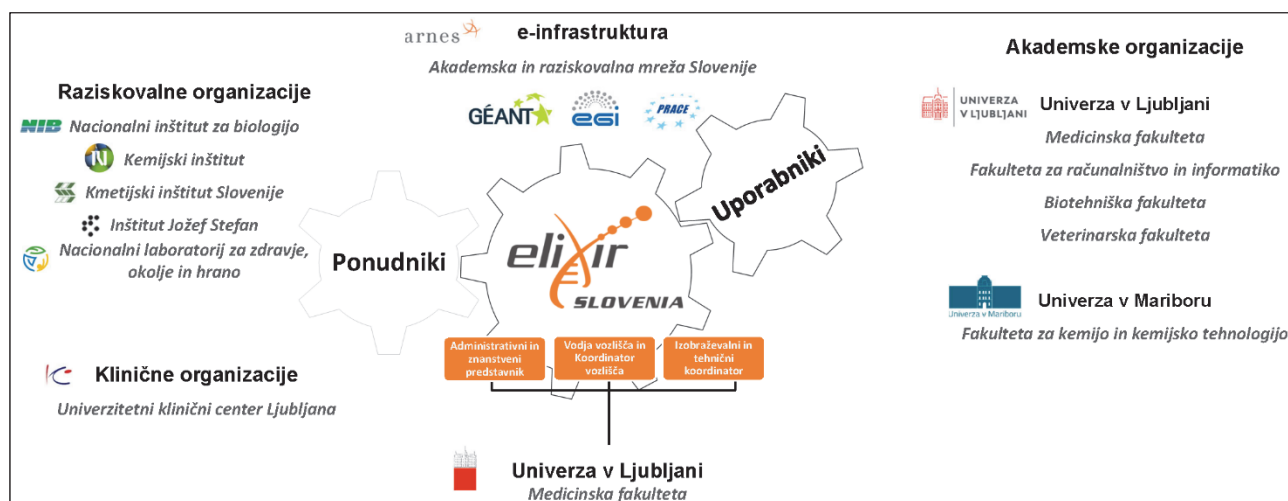 arnes
e-infrastruktura
Akademska in raziskovalna mreža Slovenije
GÉANT
egi
PRACE
Raziskovalne organizacije
NIB
Nacionalni inštitut za biologijo
Kemijski inštitut
Kmetijski inštitut Slovenije
Inštitut Jožef Stefan
Nacionalni laboratorij za zdravje,
okolje in hrano
Klinične organizacije
Univerzitetni klinični center Ljubljana
Ponudniki
elixir
SLOVENIA
Uporabniki
Administrativni in
znanstveni
predstavnik
Vodja vozlišča in
Koordinator
vozlišča
Izobraževalni in
tehnični
koordinator
Univerza v Ljubljani
Medicinska fakulteta
Akademske organizacije
UNIVERZA
V LJUBLJANI
Univerza v Ljubljani
Medicinska fakulteta
Fakulteta za računalništvo in informatiko
Biotehniška fakulteta
Veterinarska fakulteta
Univerza v Mariboru
Univerza v Mariboru
Fakulteta za kemijo in kemijsko tehnologijo